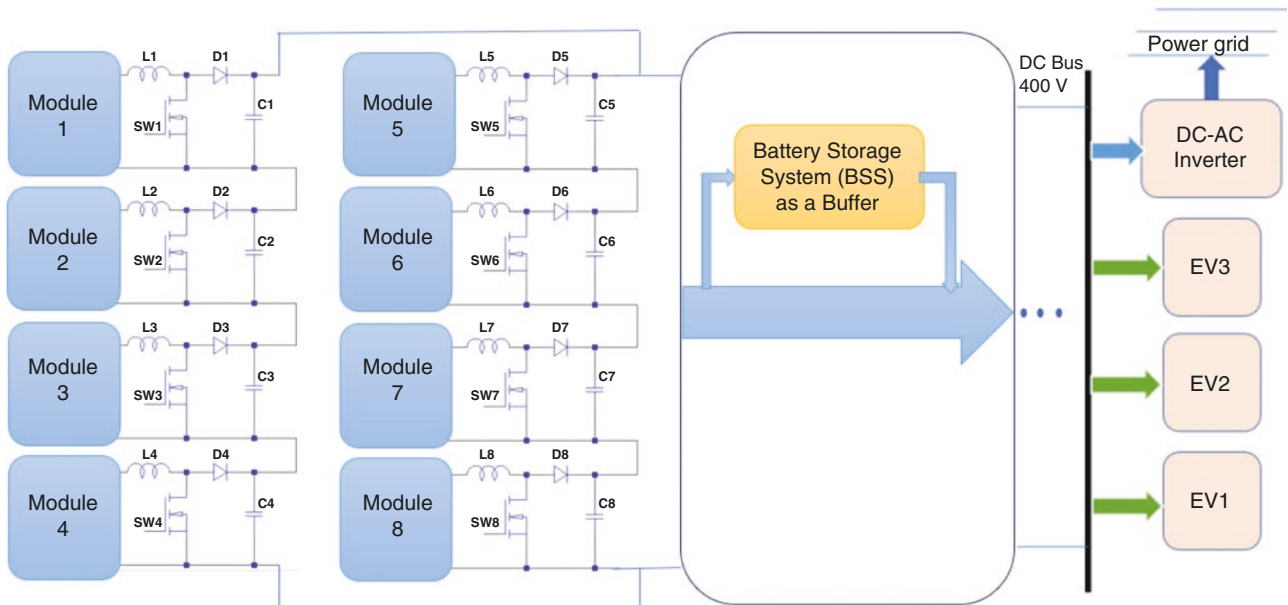 L1
D1
Module
1
SW1
C1
L2
D2
Module
2
SW2
C2
L3
D3
Module
3
SW3
C3
L4
D4
Module
4
SW4
C4
L5
D5
Module
5
SW5
C5
L6
D6
Module
6
SW6
C6
L7
D7
Module
7
SW7
C7
L8
D8
Module
8
SW8
C8
Battery Storage
System (BSS)
as a Buffer
DC Bus
400 V
Power grid
DC-AC
Inverter
EV3
EV2
EV1